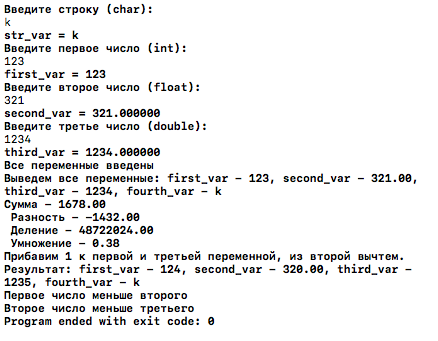 Введите строку (char):
k
str_var = k
Введите первое число (int):
123
first_var = 123
Введите второе число (float):
321
second_var = 321.000000
Введите третье число (double):
1234
third_var = 1234.000000
Все переменные введены
Выведем все переменные: first_var – 123, second_var – 321.00,
third_var – 1234, fourth_var – k
Сумма – 1678.00
Разность – -1432.00
Деление – 48722024.00
Умножение – 0.38
Прибавим 1 к первой и третьей переменной, из второй вычтем.
Результат: first_var – 124, second_var – 320.00, third_var –
1235, fourth_var – k
Первое число меньше второго
Второе число меньше третьего
Program ended with exit code: 0